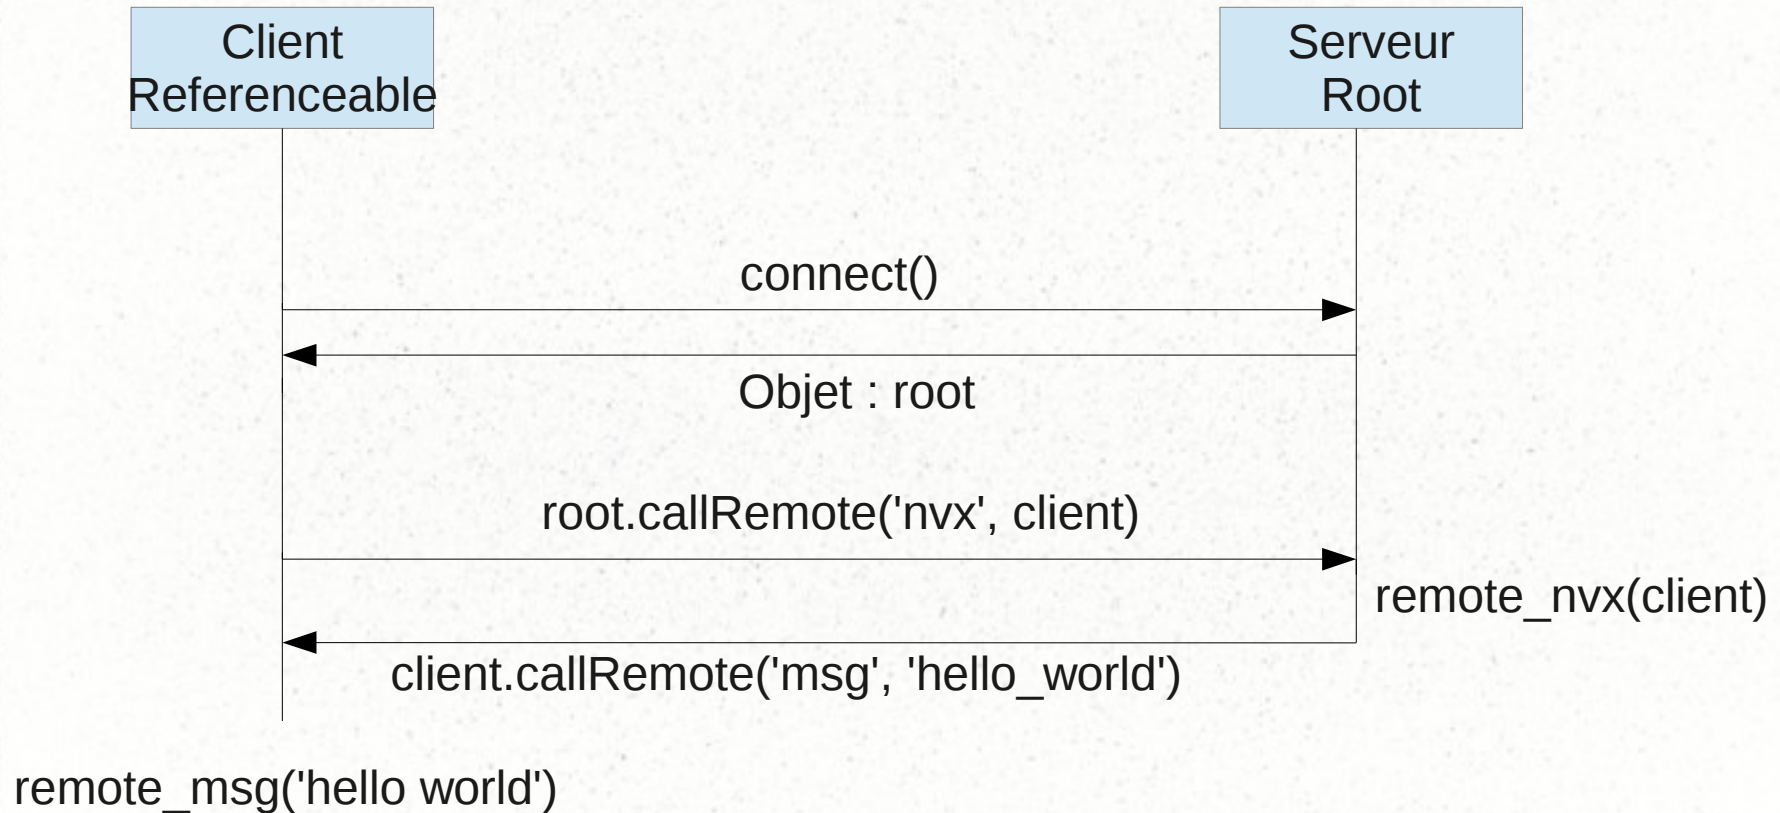 Client
Referenceable
Serveur
Root
connect()
Objet : root
root.callRemote('nvx', client)
remote_nvx(client)
client.callRemote('msg', 'hello_world')
remote_msg('hello world')